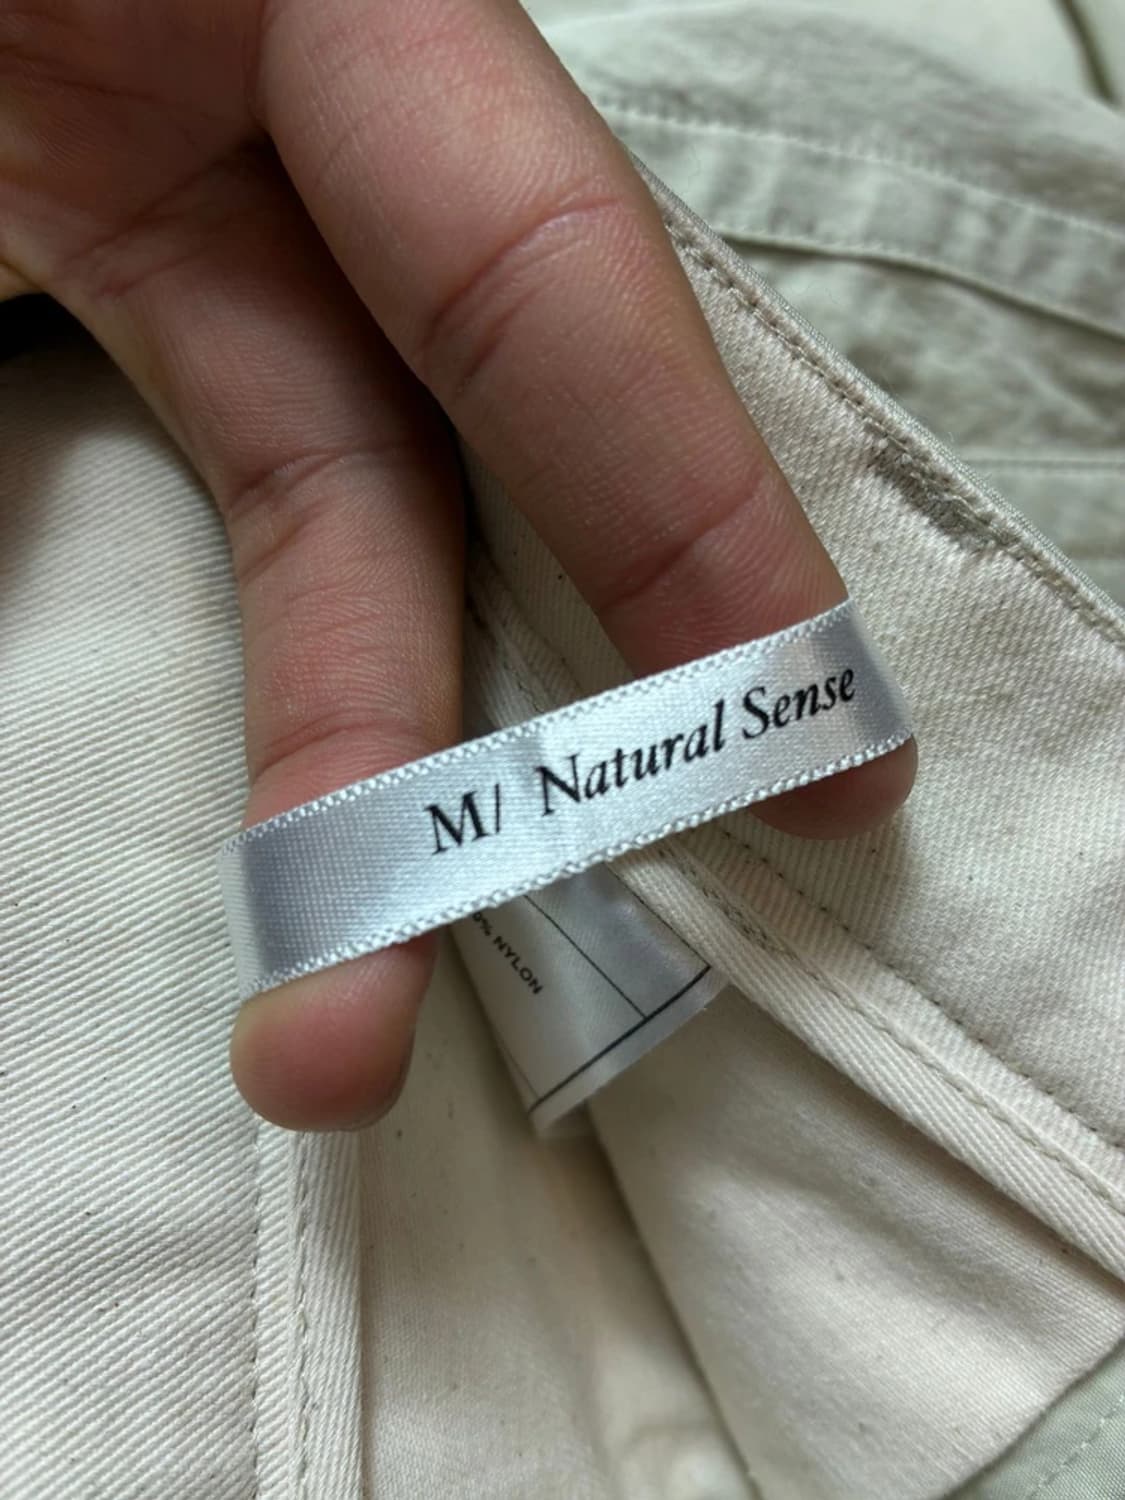 M/ Natural Sense
% NYLON